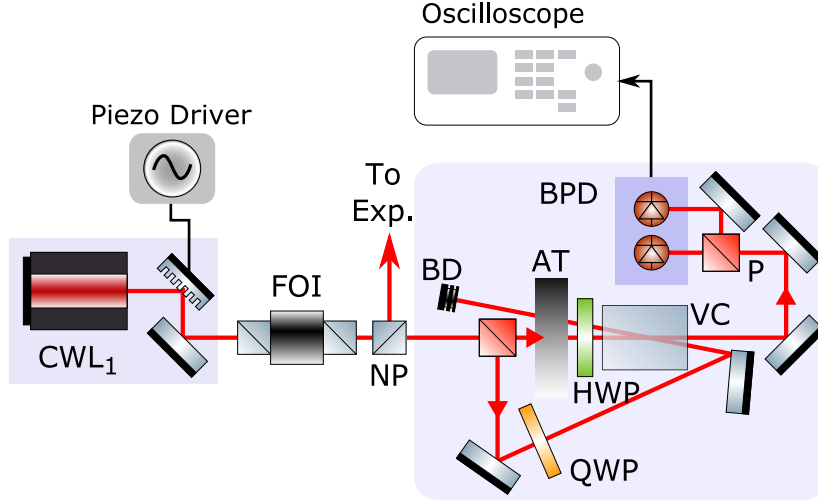 Oscilloscope
Piezo Driver
To
Exp.
BPD
P
FOI
BD
AT
VC
CWL₁
NP
HWP
QWP